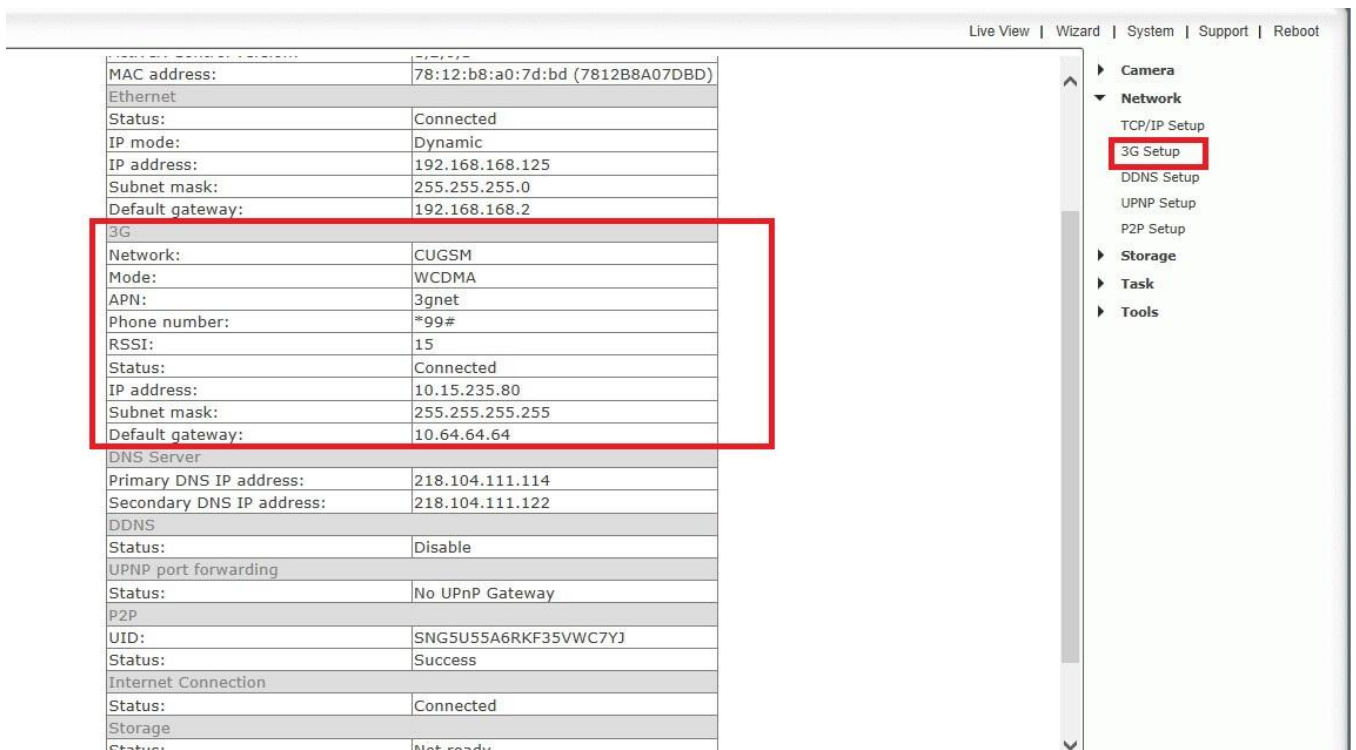 Live View | Wizard | System | Support | Reboot
MAC address: 78:12:b8:a0:7d:bd (7812B8A07DBD)
Ethernet
Status: Connected
IP mode: Dynamic
IP address: 192.168.168.125
Subnet mask: 255.255.255.0
Default gateway: 192.168.168.2
3G
Network: CUGSM
Mode: WCDMA
APN: 3gnet
Phone number: *99#
RSSI: 15
Status: Connected
IP address: 10.15.235.80
Subnet mask: 255.255.255.255
Default gateway: 10.64.64.64
DNS Server
Primary DNS IP address: 218.104.111.114
Secondary DNS IP address: 218.104.111.122
DDNS
Status: Disable
UPNP port forwarding
Status: No UPnP Gateway
P2P
UID: SNG5U55A6RKF35VWC7YJ
Status: Success
Internet Connection
Status: Connected
Storage
Status: Not ready
Camera
Network
TCP/IP Setup
3G Setup
DDNS Setup
UPNP Setup
P2P Setup
Storage
Task
Tools